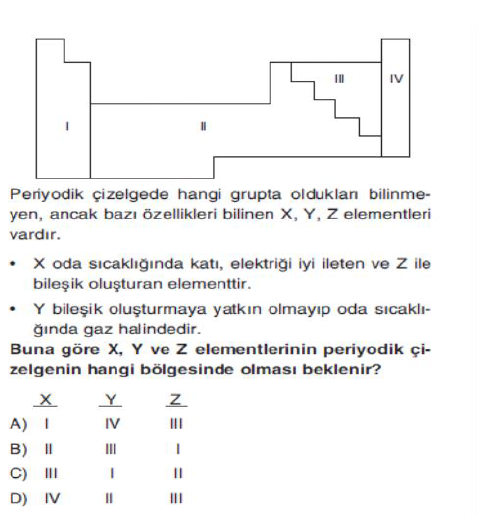 III IV
I II
Periyodik çizelgede hangi grupta oldukları bilinme-
yen, ancak bazı özellikleri bilinen X, Y, Z elementleri
vardır.
• X oda sıcaklığında katı, elektriği iyi ileten ve Z ile
bileşik oluşturan elementtir.
• Y bileşik oluşturmaya yatkın olmayıp oda sıcaklı-
ğında gaz halindedir.
Buna göre X, Y ve Z elementlerinin periyodik çi-
zelgenin hangi bölgesinde olması beklenir?
X Y Z
A) I IV III
B) II III I
C) III I II
D) IV II III